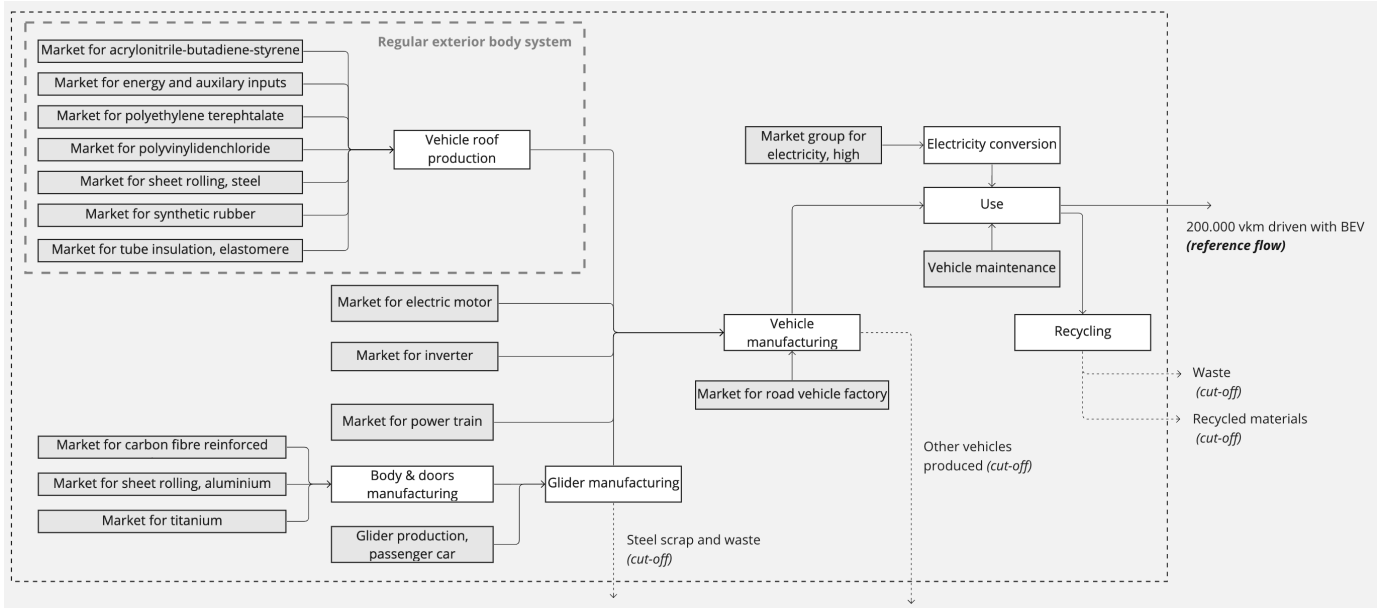 Regular exterior body system
Market for acrylonitrile-butadiene-styrene
Market for energy and auxilary inputs
Market for polyethylene terephtalate
Market for polyvinylidenchloride
Market for sheet rolling, steel
Market for synthetic rubber
Market for tube insulation, elastomere
Vehicle roof
production
Market group for
electricity, high
Electricity conversion
Use
200.000 vkm driven with BEV
(reference flow)
Vehicle maintenance
Market for electric motor
Market for inverter
Market for power train
Vehicle
manufacturing
Market for road vehicle factory
Recycling
Waste
(cut-off)
Recycled materials
(cut-off)
Market for carbon fibre reinforced
Market for sheet rolling, aluminium
Market for titanium
Body & doors
manufacturing
Glider production,
passenger car
Glider manufacturing
Other vehicles
produced (cut-off)
Steel scrap and waste
(cut-off)